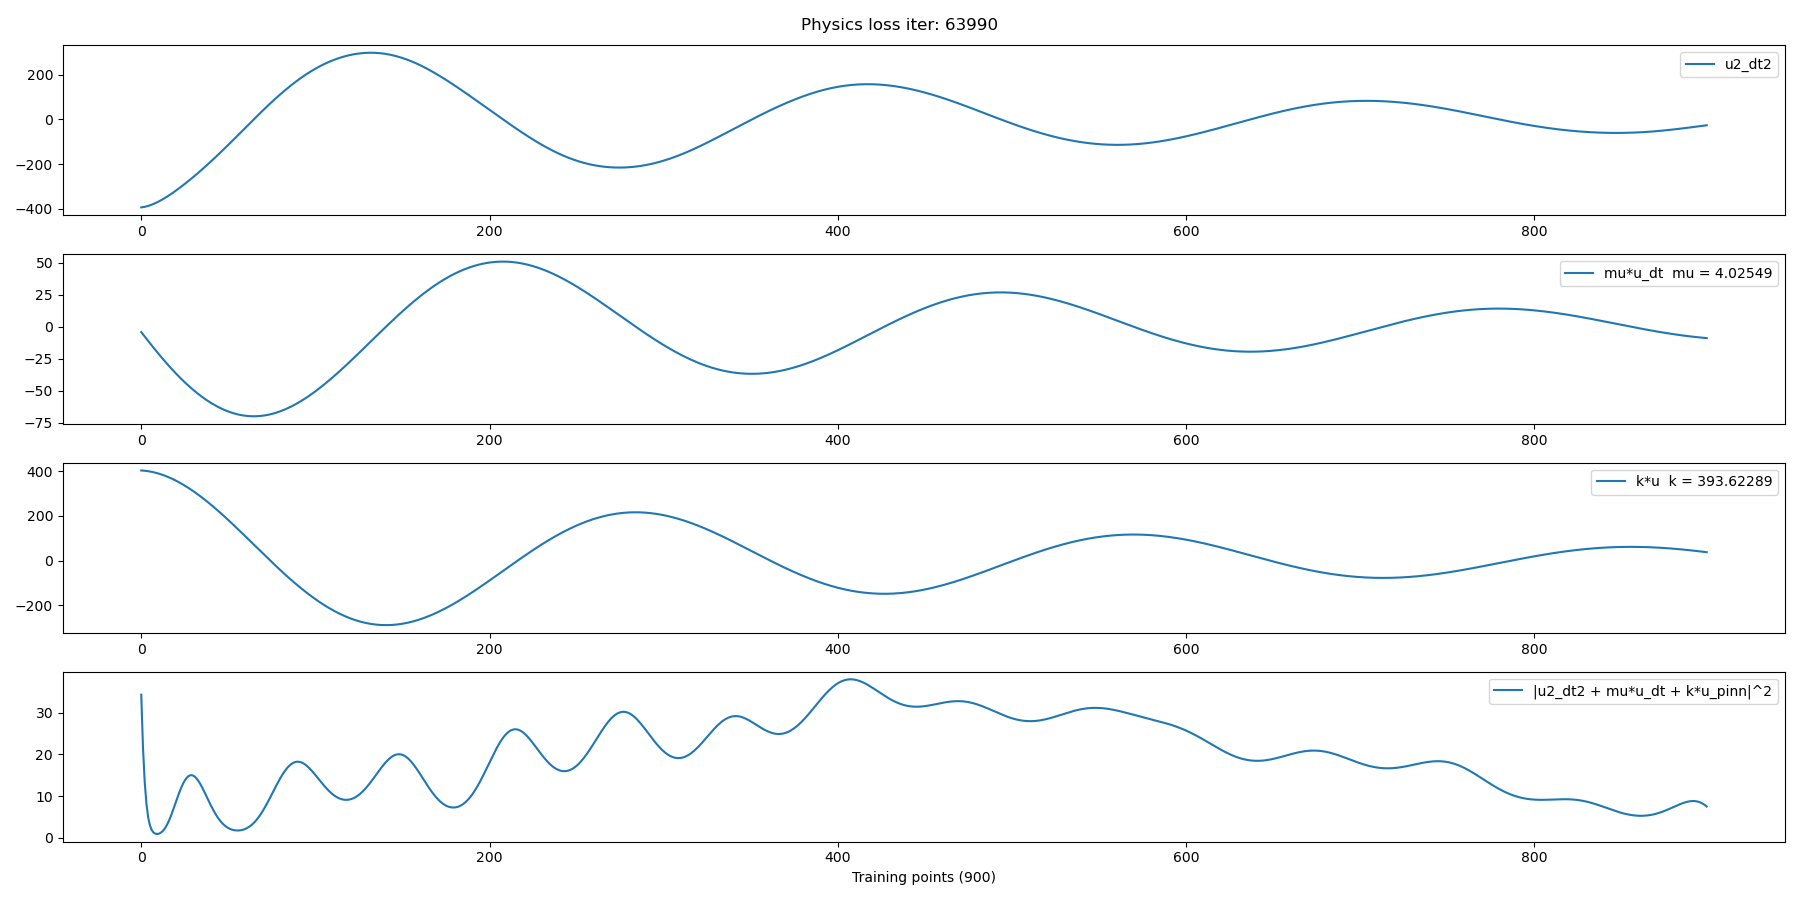 Physics loss iter: 63990
200
0
−200
−400
u2_dt2
0 200 400 600 800
50
25
0
−25
−50
−75
mu*u_dt  mu = 4.02549
0 200 400 600 800
400
200
0
−200
k*u  k = 393.62289
0 200 400 600 800
30
20
10
0
|u2_dt2 + mu*u_dt + k*u_pinn|^2
0 200 400 600 800
Training points (900)